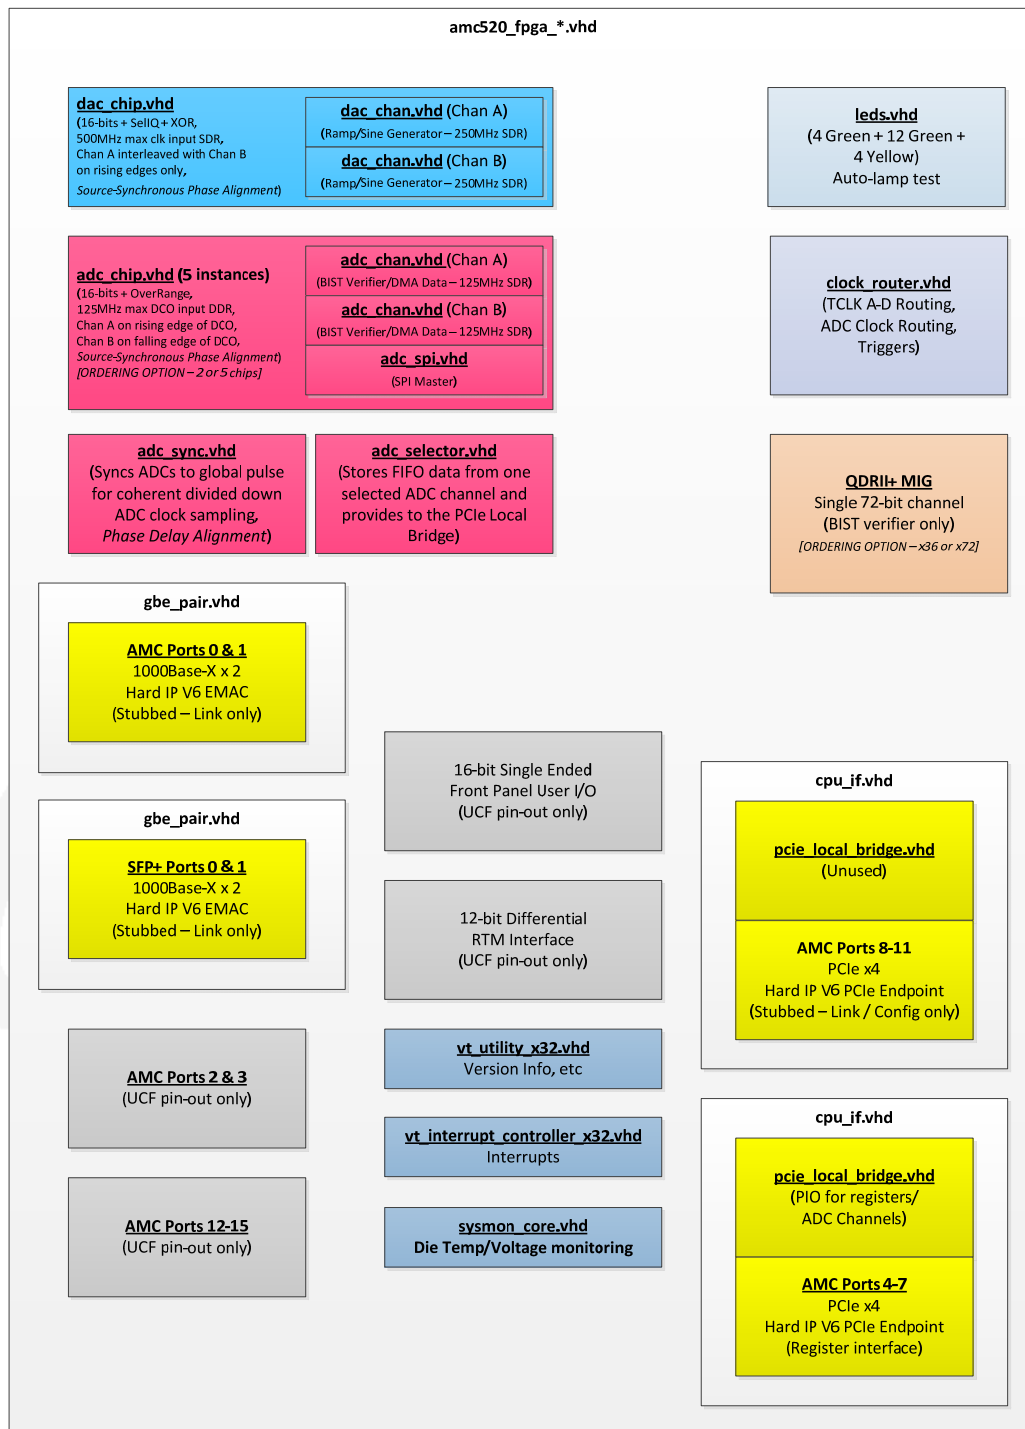 amc520_fpga_*.vhd
dac_chip.vhd
(16-bits + SelIQ + XOR,
500MHz max clk input SDR,
Chan A interleaved with Chan B
on rising edges only,
Source-Synchronous Phase Alignment)
dac_chan.vhd (Chan A)
(Ramp/Sine Generator – 250MHz SDR)
dac_chan.vhd (Chan B)
(Ramp/Sine Generator – 250MHz SDR)
leds.vhd
(4 Green + 12 Green +
4 Yellow)
Auto-lamp test
adc_chip.vhd (5 instances)
(16-bits + OverRange,
125MHz max DCO input DDR,
Chan A on rising edge of DCO,
Chan B on falling edge of DCO,
Source-Synchronous Phase Alignment)
[ORDERING OPTION – 2 or 5 chips]
adc_chan.vhd (Chan A)
(BIST Verifier/DMA Data – 125MHz SDR)
adc_chan.vhd (Chan B)
(BIST Verifier/DMA Data – 125MHz SDR)
adc_spi.vhd
(SPI Master)
clock_router.vhd
(TCLK A-D Routing,
ADC Clock Routing,
Triggers)
adc_sync.vhd
(Syncs ADCs to global pulse
for coherent divided down
ADC clock sampling,
Phase Delay Alignment)
adc_selector.vhd
(Stores FIFO data from one
selected ADC channel and
provides to the PCIe Local
Bridge)
QDRII+ MIG
Single 72-bit channel
(BIST verifier only)
[ORDERING OPTION – x36 or x72]
gbe_pair.vhd
AMC Ports 0 & 1
1000Base-X x 2
Hard IP V6 EMAC
(Stubbed – Link only)
gbe_pair.vhd
SFP+ Ports 0 & 1
1000Base-X x 2
Hard IP V6 EMAC
(Stubbed – Link only)
16-bit Single Ended
Front Panel User I/O
(UCF pin-out only)
12-bit Differential
RTM Interface
(UCF pin-out only)
cpu_if.vhd
pcie_local_bridge.vhd
(Unused)
AMC Ports 8-11
PCIe x4
Hard IP V6 PCIe Endpoint
(Stubbed – Link / Config only)
AMC Ports 2 & 3
(UCF pin-out only)
AMC Ports 12-15
(UCF pin-out only)
vt_utility_x32.vhd
Version Info, etc
vt_interrupt_controller_x32.vhd
Interrupts
sysmon_core.vhd
Die Temp/Voltage monitoring
cpu_if.vhd
pcie_local_bridge.vhd
(PIO for registers/
ADC Channels)
AMC Ports 4-7
PCIe x4
Hard IP V6 PCIe Endpoint
(Register interface)